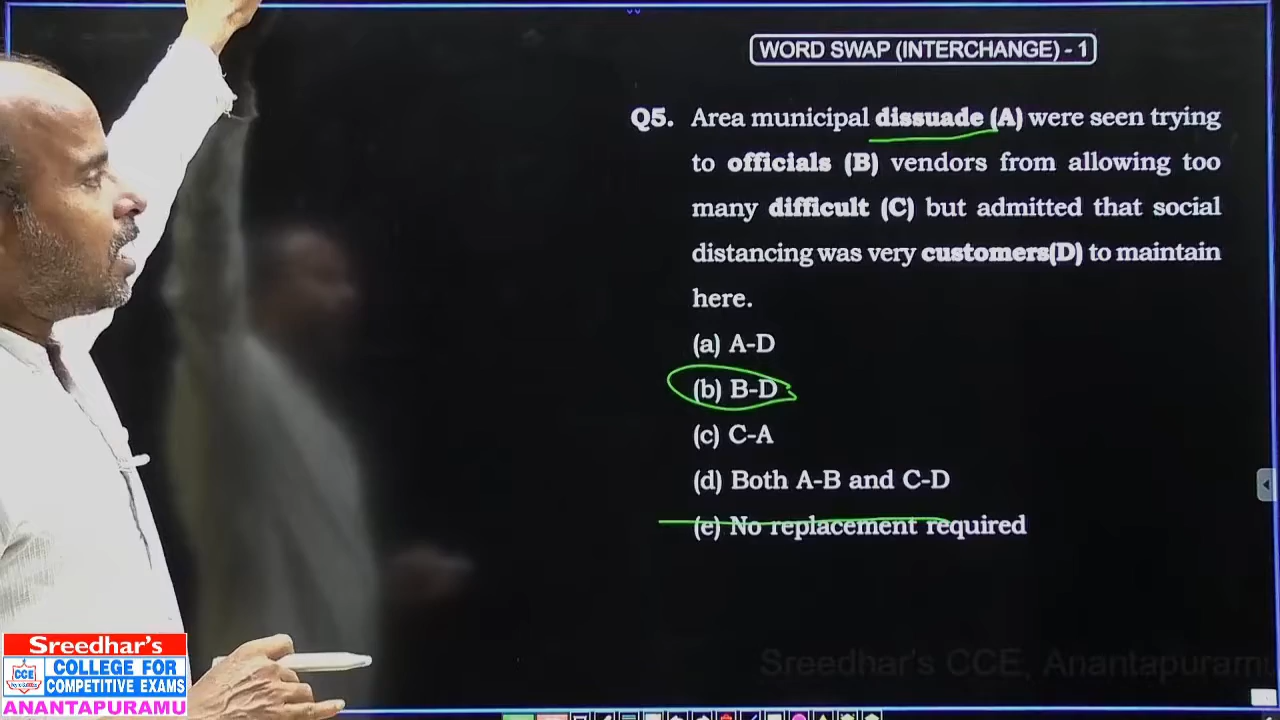 WORD SWAP (INTERCHANGE) - 1
Q5. Area municipal dissuade (A) were seen trying
to officials (B) vendors from allowing too
many difficult (C) but admitted that social
distancing was very customers(D) to maintain
here.
(a) A-D
(b) B-D
(c) C-A
(d) Both A-B and C-D
(e) No replacement required
Sreedhar's CCE, Anantapuramu
Sreedhar's
CCE
COLLEGE FOR
COMPETITIVE EXAMS
ANANTAPURAMU